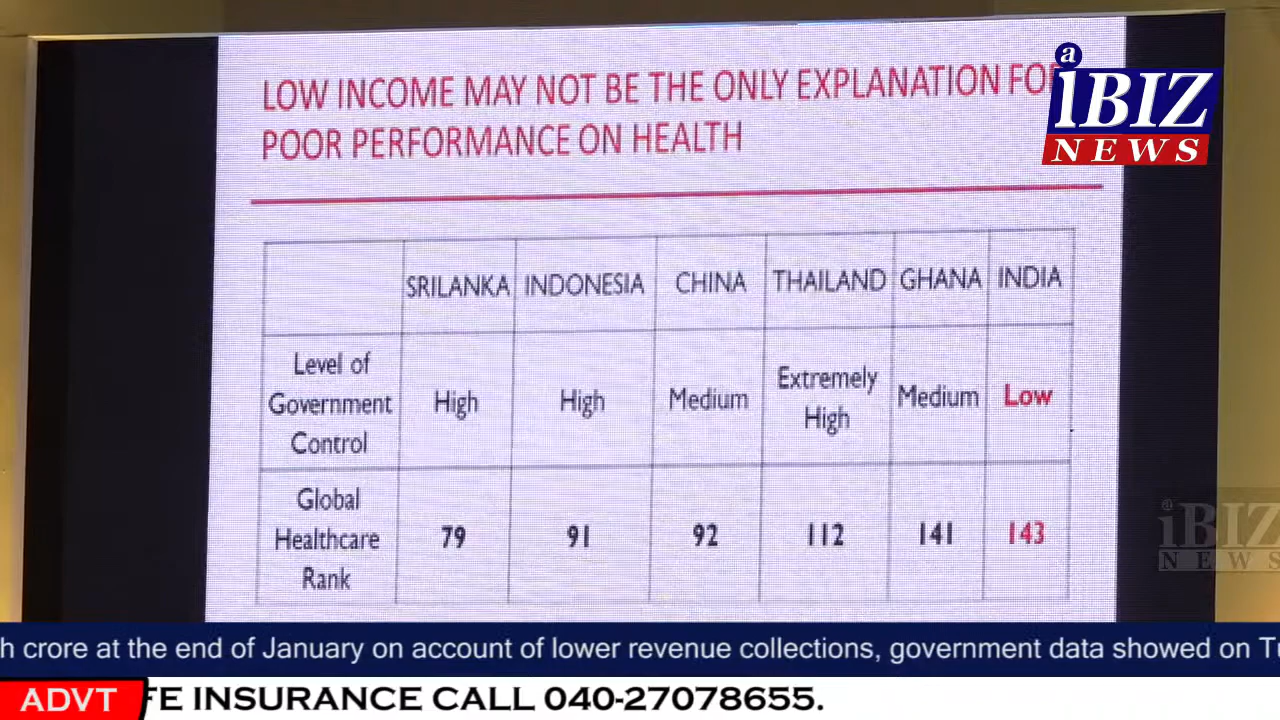 LOW INCOME MAY NOT BE THE ONLY EXPLANATION FO
POOR PERFORMANCE ON HEALTH
a
iBIZ
NEWS
SRILANKA INDONESIA CHINA THAILAND GHANA INDIA
Level of
Government
Control
High High Medium Extremely
High Medium Low
Global
Healthcare
Rank
79 91 92 112 141 143
a
iBIZ
NEWS
h crore at the end of January on account of lower revenue collections, government data showed on Tu
ADVT FE INSURANCE CALL 040-27078655.